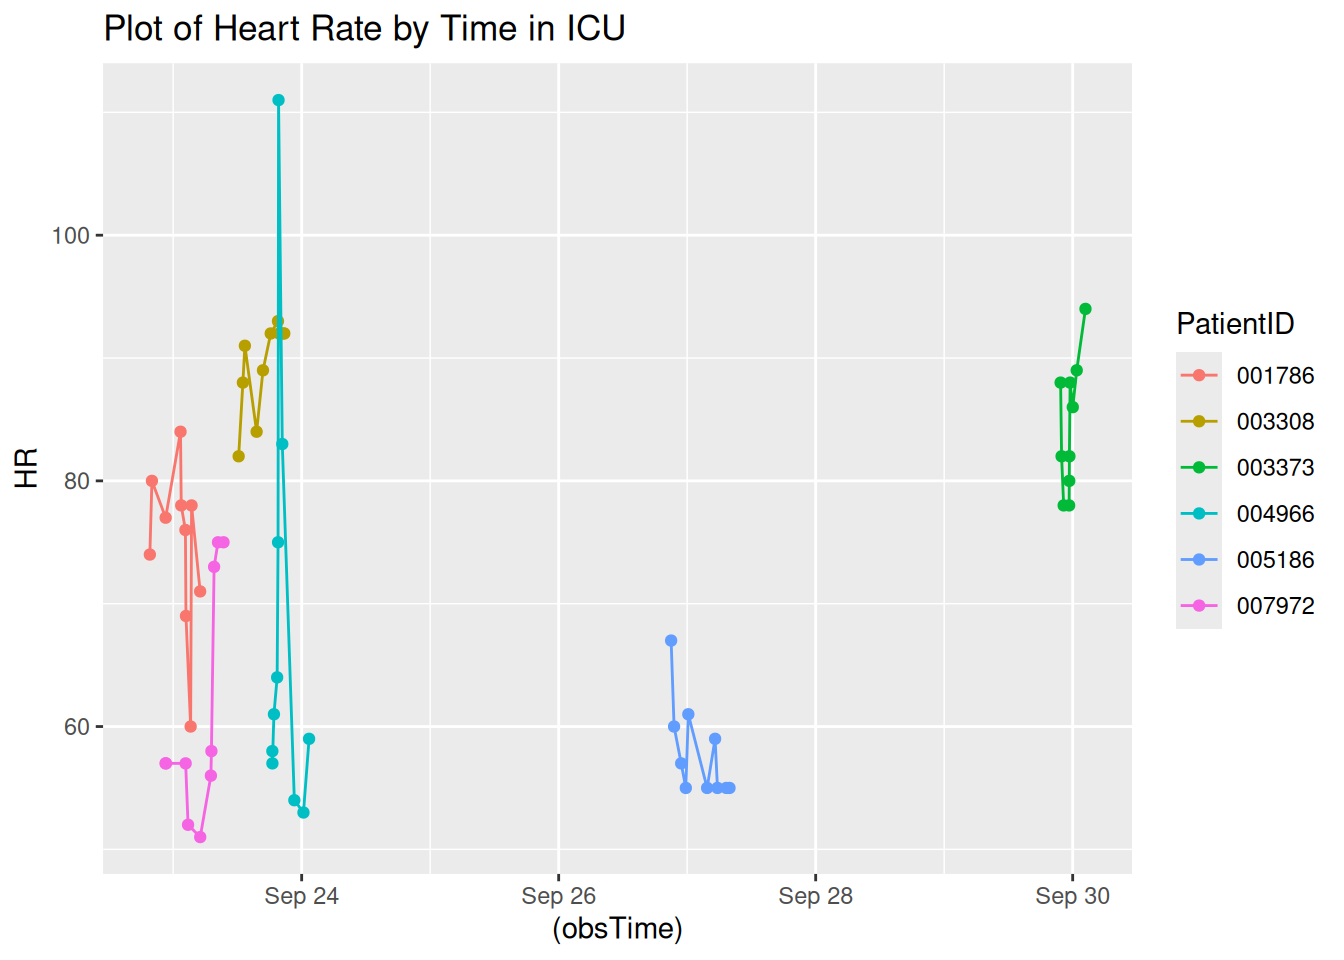 Plot of Heart Rate by Time in ICU
HR
100
80
60
Sep 24
Sep 26
Sep 28
Sep 30
(obsTime)
PatientID
001786
003308
003373
004966
005186
007972